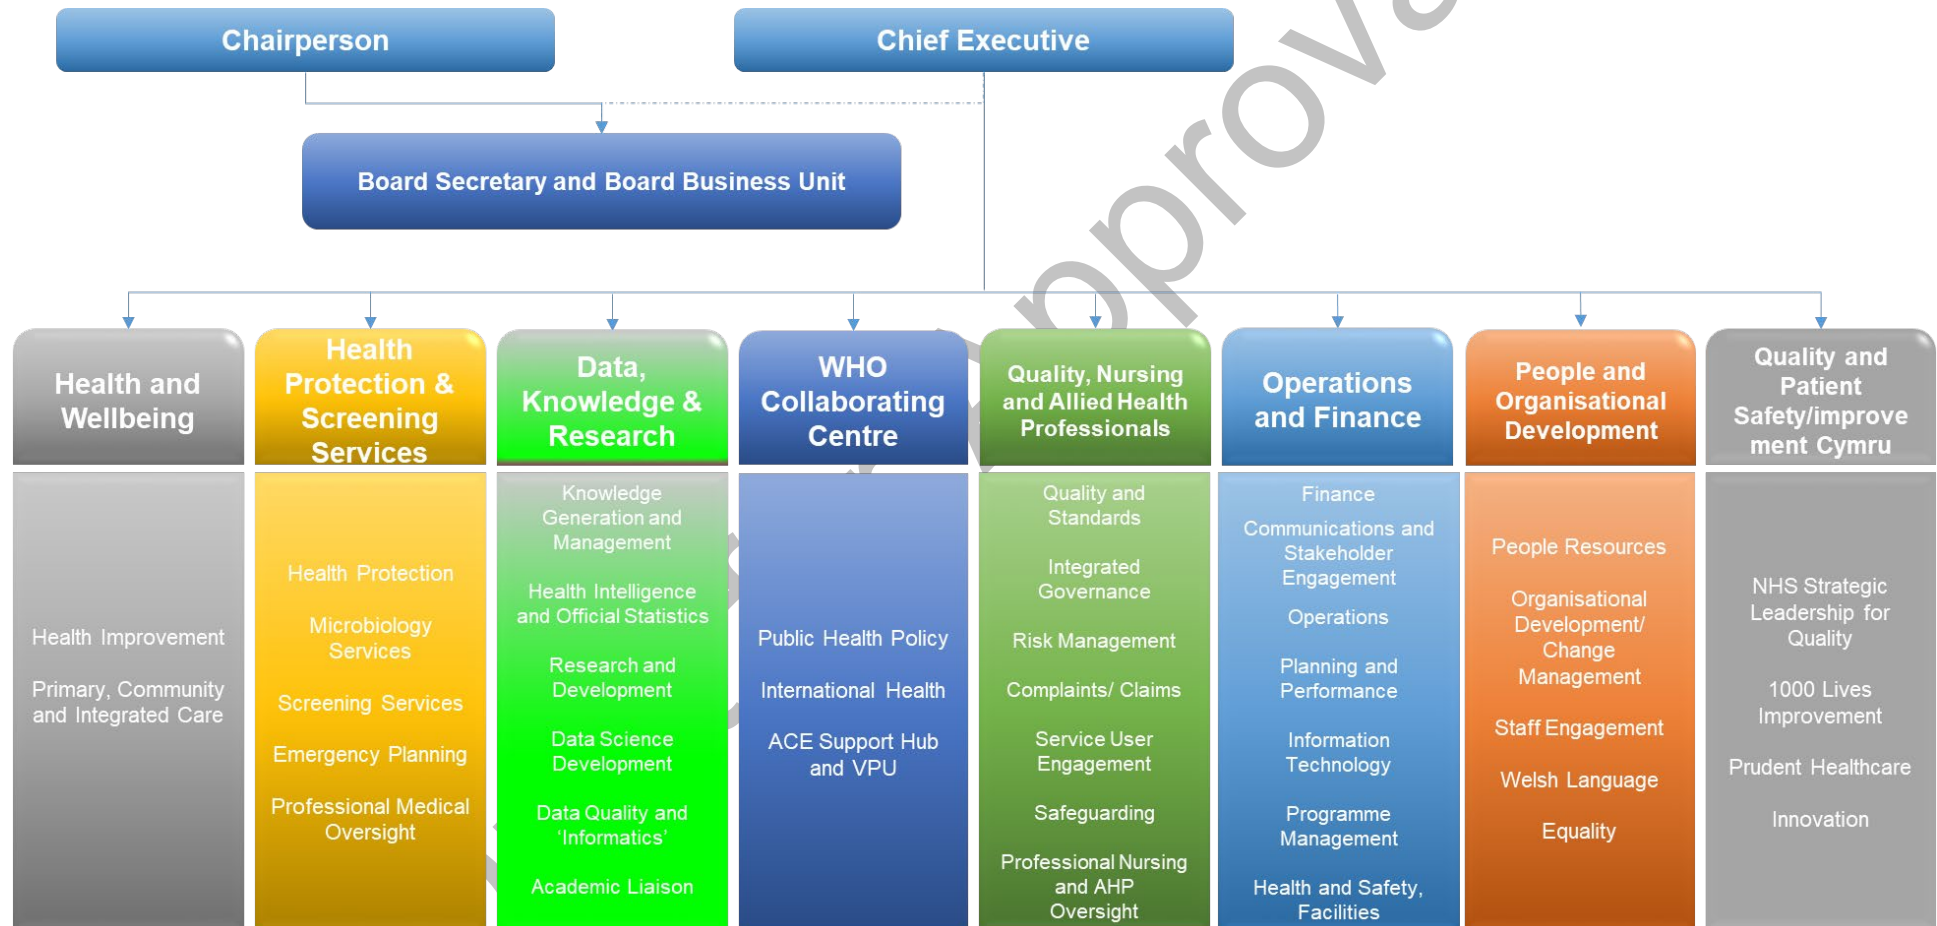 Chairperson
Chief Executive
Board Secretary and Board Business Unit
Health and
Wellbeing
Health
Protection &
Screening
Services
Data,
Knowledge &
Research
WHO
Collaborating
Centre
Quality, Nursing
and Allied Health
Professionals
Operations
and Finance
People and
Organisational
Development
Quality and
Patient
Safety/improve
ment Cymru
Health Improvement
Primary, Community
and Integrated Care
Health Protection
Microbiology
Services
Screening Services
Emergency Planning
Professional Medical
Oversight
Knowledge
Generation and
Management
Health Intelligence
and Official Statistics
Research and
Development
Data Science
Development
Data Quality and
‘Informatics’
Academic Liaison
Public Health Policy
International Health
ACE Support Hub
and VPU
Quality and
Standards
Integrated
Governance
Risk Management
Complaints/ Claims
Service User
Engagement
Safeguarding
Professional Nursing
and AHP
Oversight
Finance
Communications and
Stakeholder
Engagement
Operations
Planning and
Performance
Information
Technology
Programme
Management
Health and Safety,
Facilities
People Resources
Organisational
Development/
Change
Management
Staff Engagement
Welsh Language
Equality
NHS Strategic
Leadership for
Quality
1000 Lives
Improvement
Prudent Healthcare
Innovation